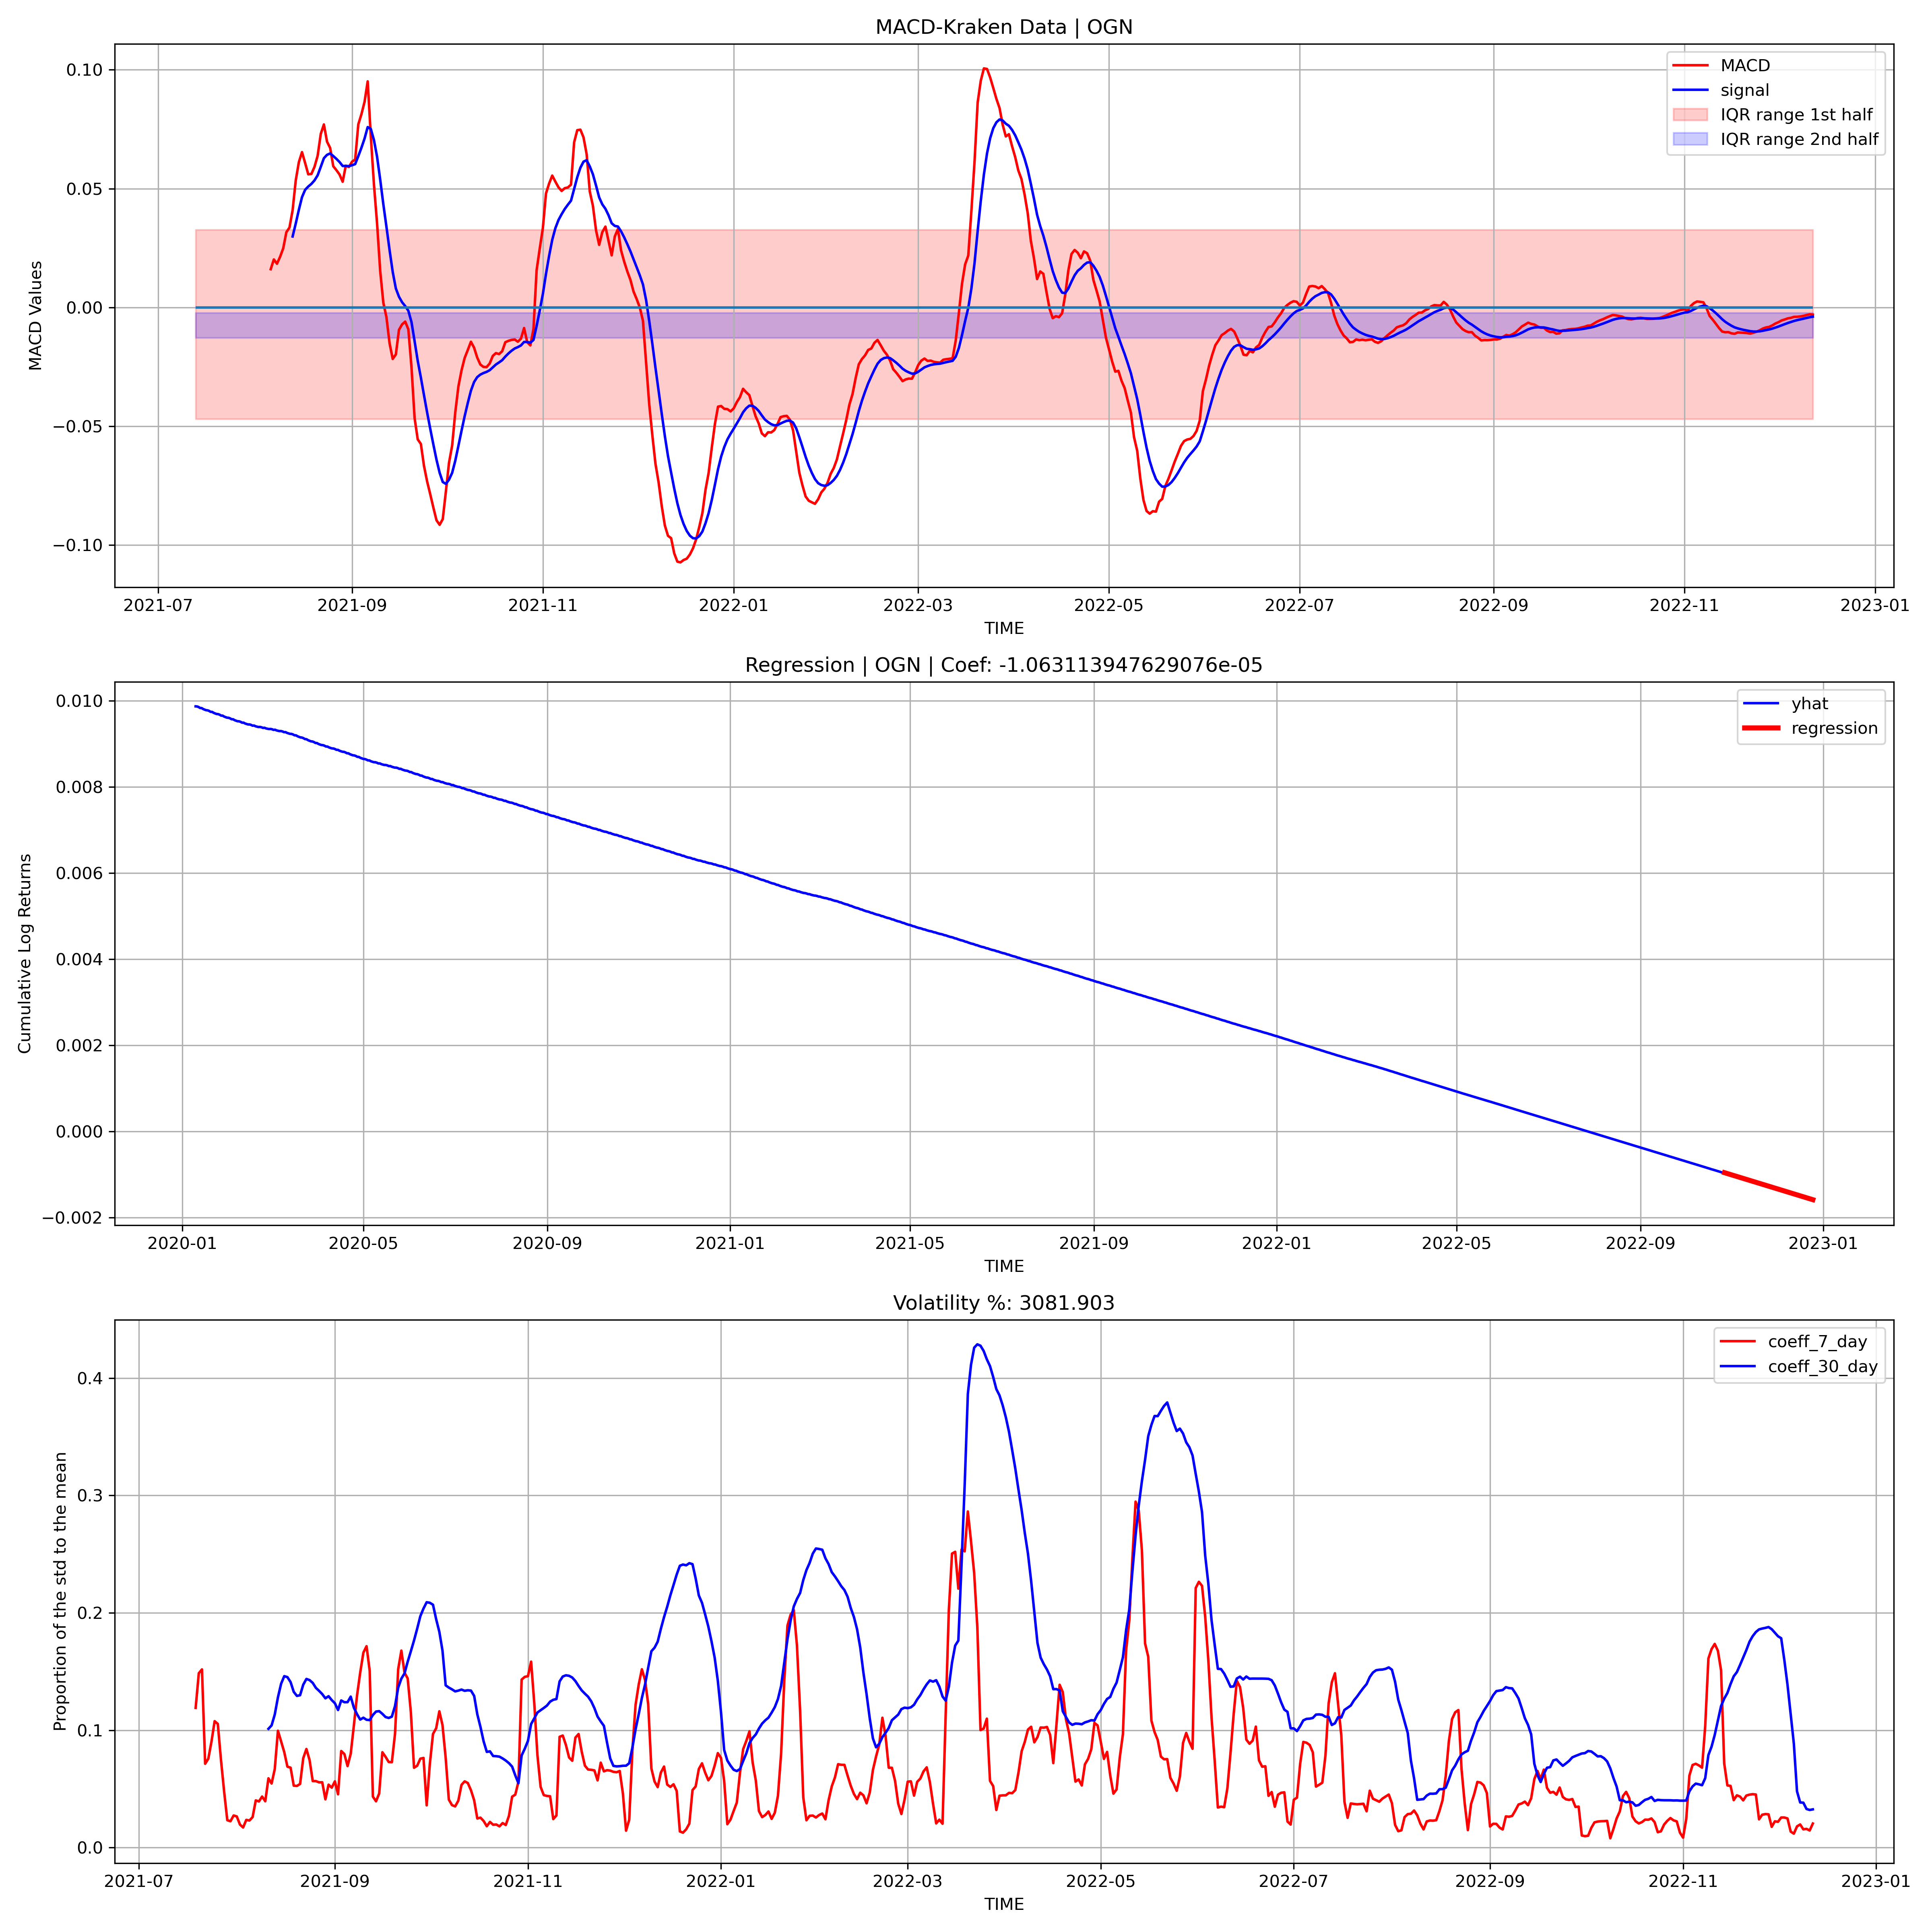 MACD-Kraken Data | OGN
MACD Values
0.10
0.05
0.00
−0.05
−0.10
MACD
signal
IQR range 1st half
IQR range 2nd half
2021-07 2021-09 2021-11 2022-01 2022-03 2022-05 2022-07 2022-09 2022-11 2023-01
TIME
Regression | OGN | Coef: -1.063113947629076e-05
Cumulative Log Returns
0.010
0.008
0.006
0.004
0.002
0.000
−0.002
yhat
regression
2020-01 2020-05 2020-09 2021-01 2021-05 2021-09 2022-01 2022-05 2022-09 2023-01
TIME
Volatility %: 3081.903
Proportion of the std to the mean
0.4
0.3
0.2
0.1
0.0
coeff_7_day
coeff_30_day
2021-07 2021-09 2021-11 2022-01 2022-03 2022-05 2022-07 2022-09 2022-11 2023-01
TIME